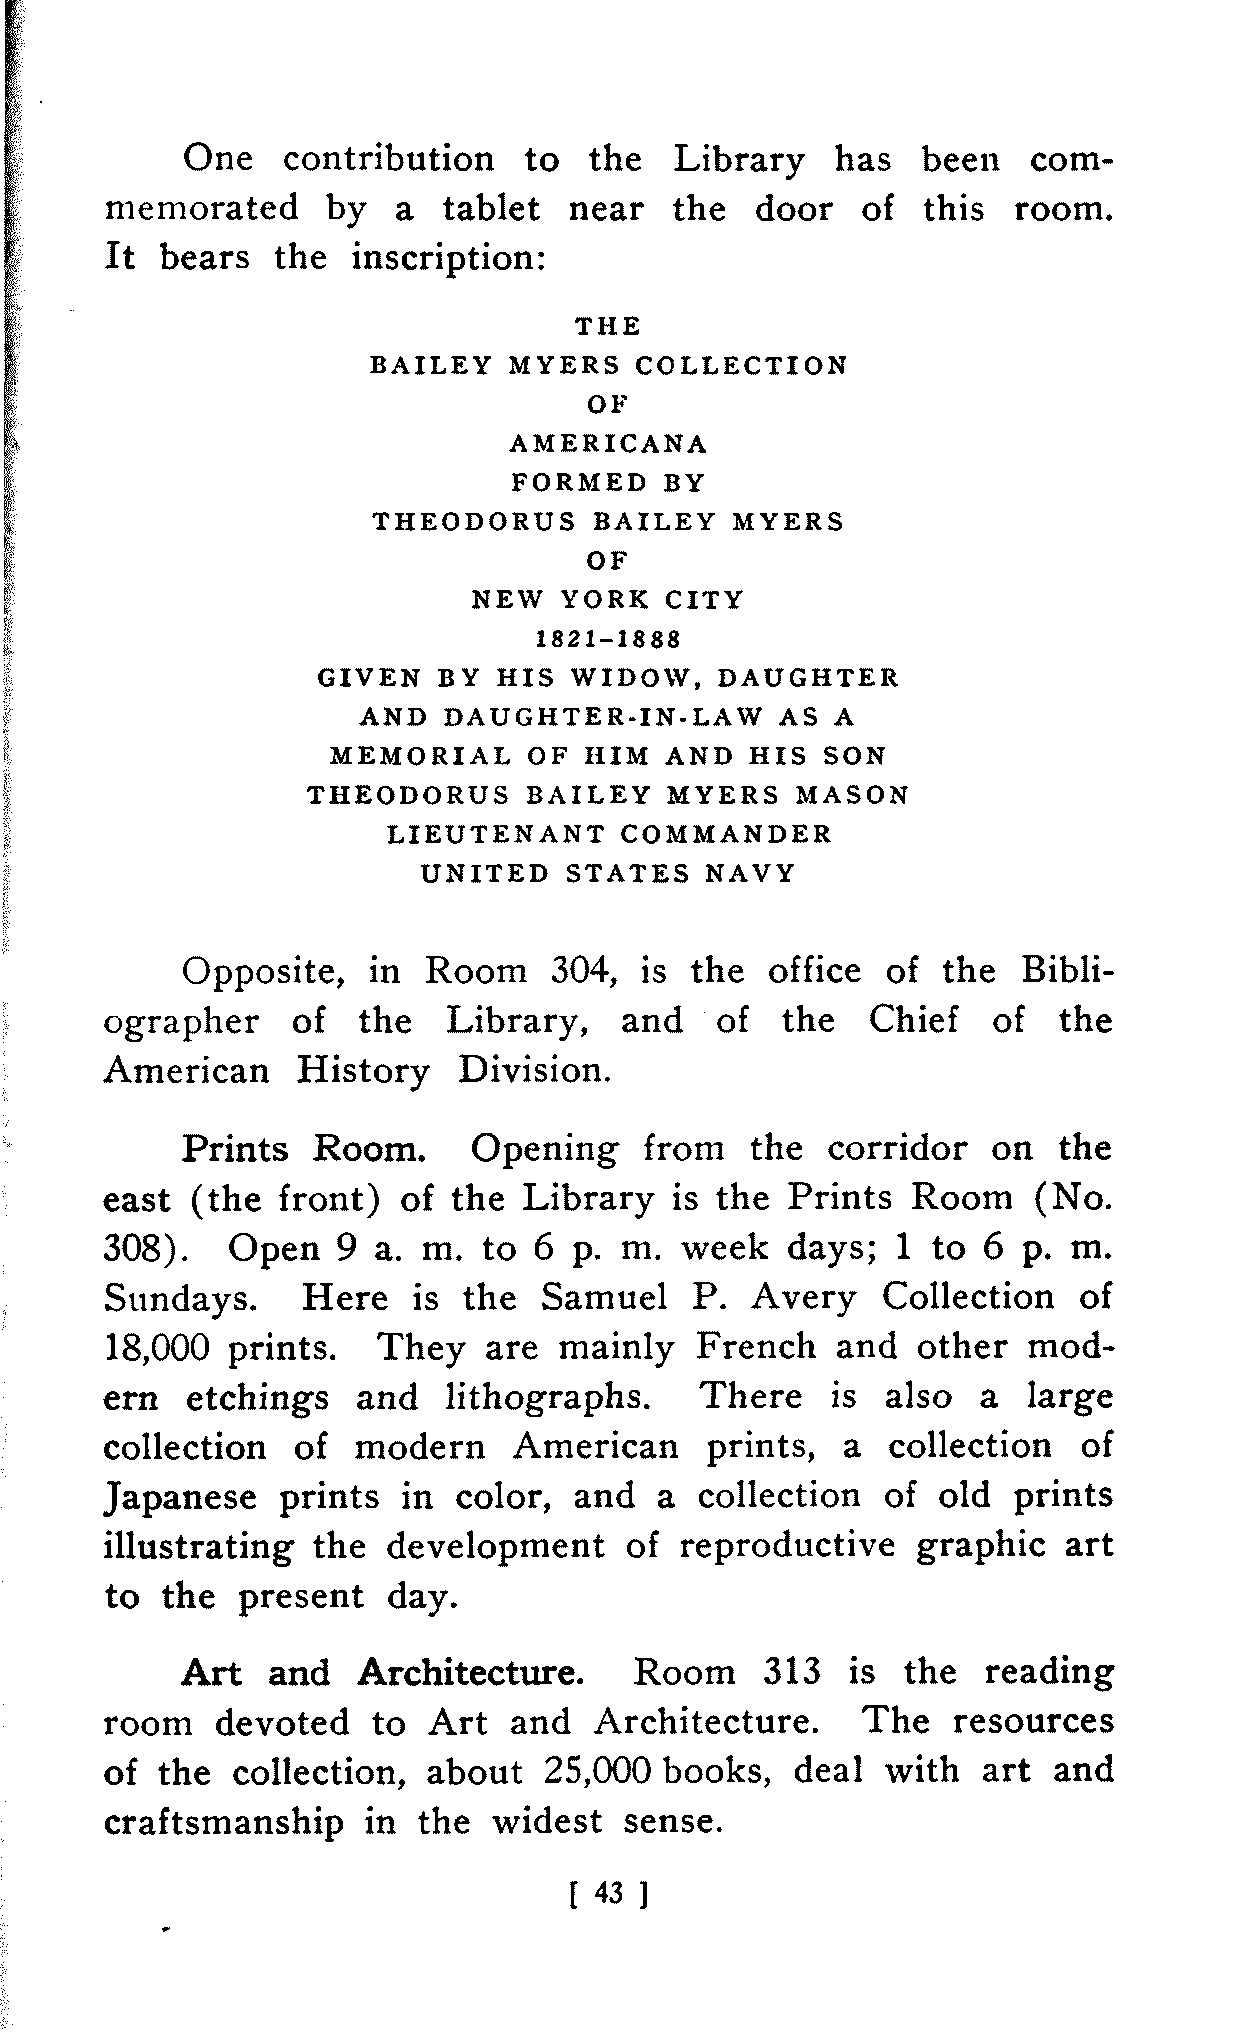 One contribution to the Library has been com-
memorated by a tablet near the door of this room.
It bears the inscription:
THE
BAILEY MYERS COLLECTION
OF
AMERICANA
FORMED BY
THEODORUS BAILEY MYERS
OF
NEW YORK CITY
1821–1888
GIVEN BY HIS WIDOW, DAUGHTER
AND DAUGHTER-IN-LAW AS A
MEMORIAL OF HIM AND HIS SON
THEODORUS BAILEY MYERS MASON
LIEUTENANT COMMANDER
UNITED STATES NAVY
Opposite, in Room 304, is the office of the Bibli-
ographer of the Library, and of the Chief of the
American History Division.
Prints Room. Opening from the corridor on the
east (the front) of the Library is the Prints Room (No.
308). Open 9 a. m. to 6 p. m. week days; 1 to 6 p. m.
Sundays. Here is the Samuel P. Avery Collection of
18,000 prints. They are mainly French and other mod-
ern etchings and lithographs. There is also a large
collection of modern American prints, a collection of
Japanese prints in color, and a collection of old prints
illustrating the development of reproductive graphic art
to the present day.
Art and Architecture. Room 313 is the reading
room devoted to Art and Architecture. The resources
of the collection, about 25,000 books, deal with art and
craftsmanship in the widest sense.
[ 43 ]